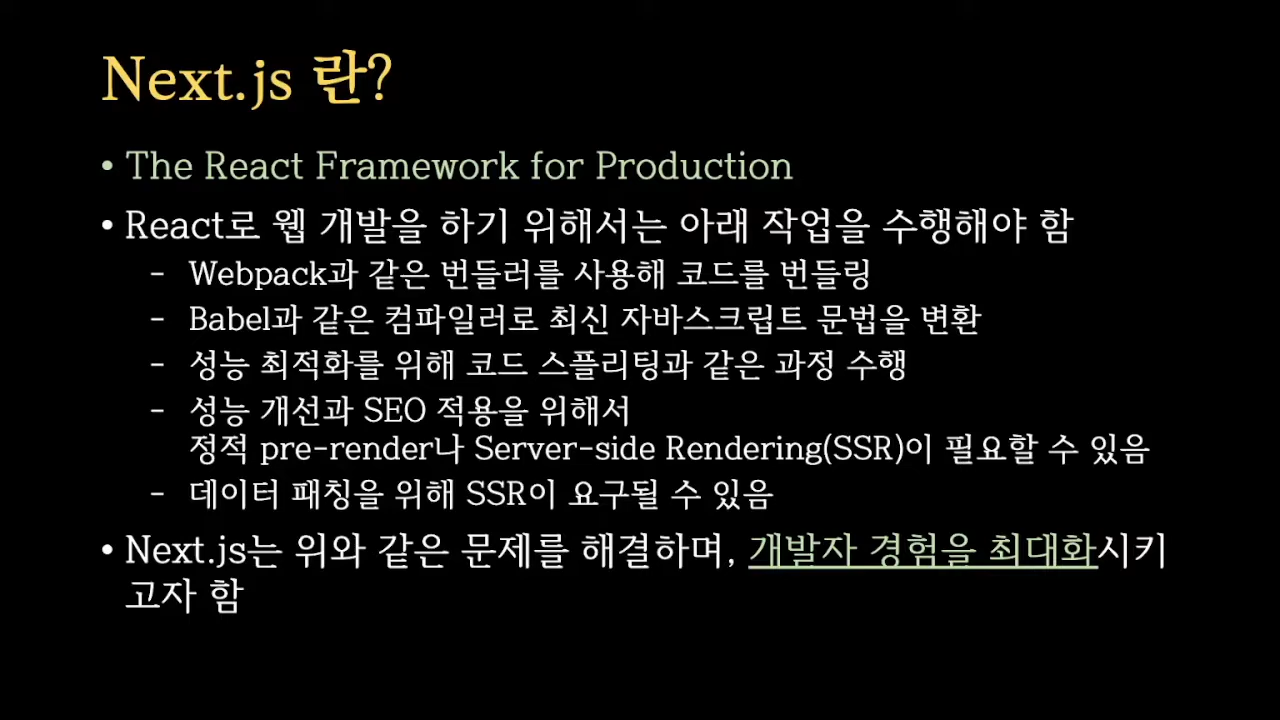 Next.js 란?
• The React Framework for Production
• React로 웹 개발을 하기 위해서는 아래 작업을 수행해야 함
- Webpack과 같은 번들러를 사용해 코드를 번들링
- Babel과 같은 컴파일러로 최신 자바스크립트 문법을 변환
- 성능 최적화를 위해 코드 스플리팅과 같은 과정 수행
- 성능 개선과 SEO 적용을 위해서
정적 pre-render나 Server-side Rendering(SSR)이 필요할 수 있음
- 데이터 패칭을 위해 SSR이 요구될 수 있음
• Next.js는 위와 같은 문제를 해결하며, 개발자 경험을 최대화시키
고자 함